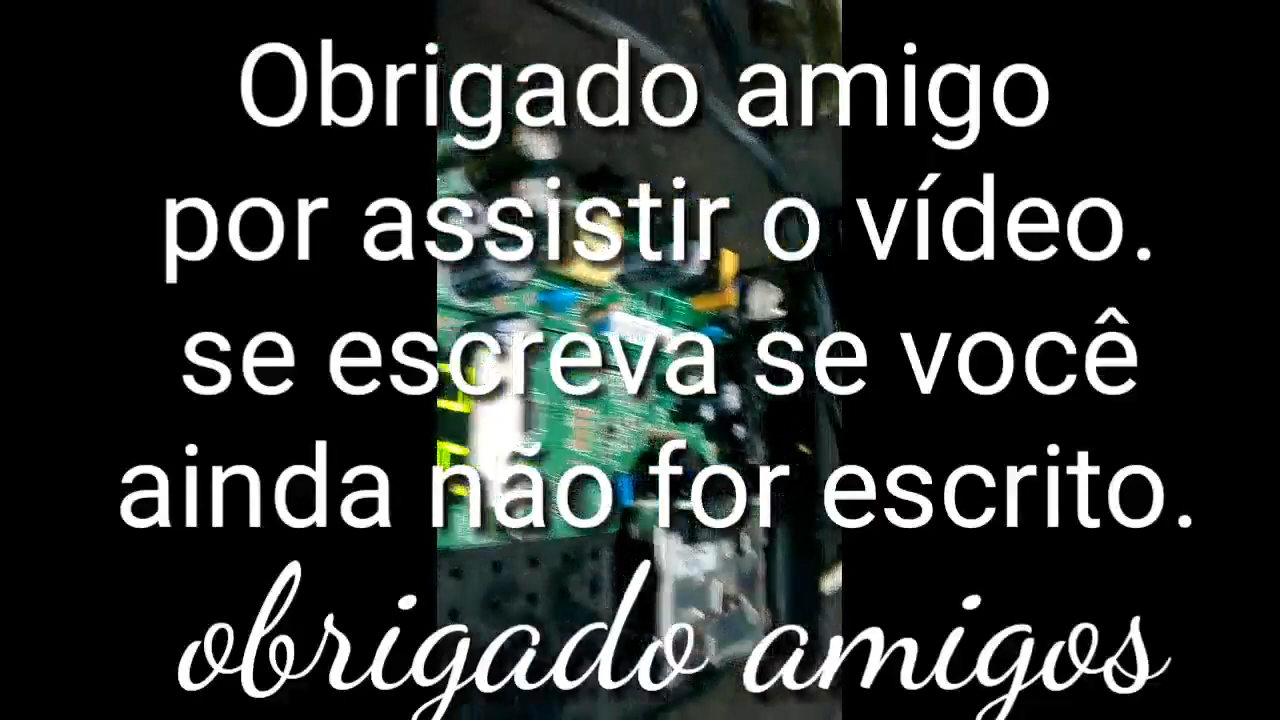 Obrigado amigo
por assistir o vídeo.
se escreva se você
ainda não for escrito.
obrigado amigos